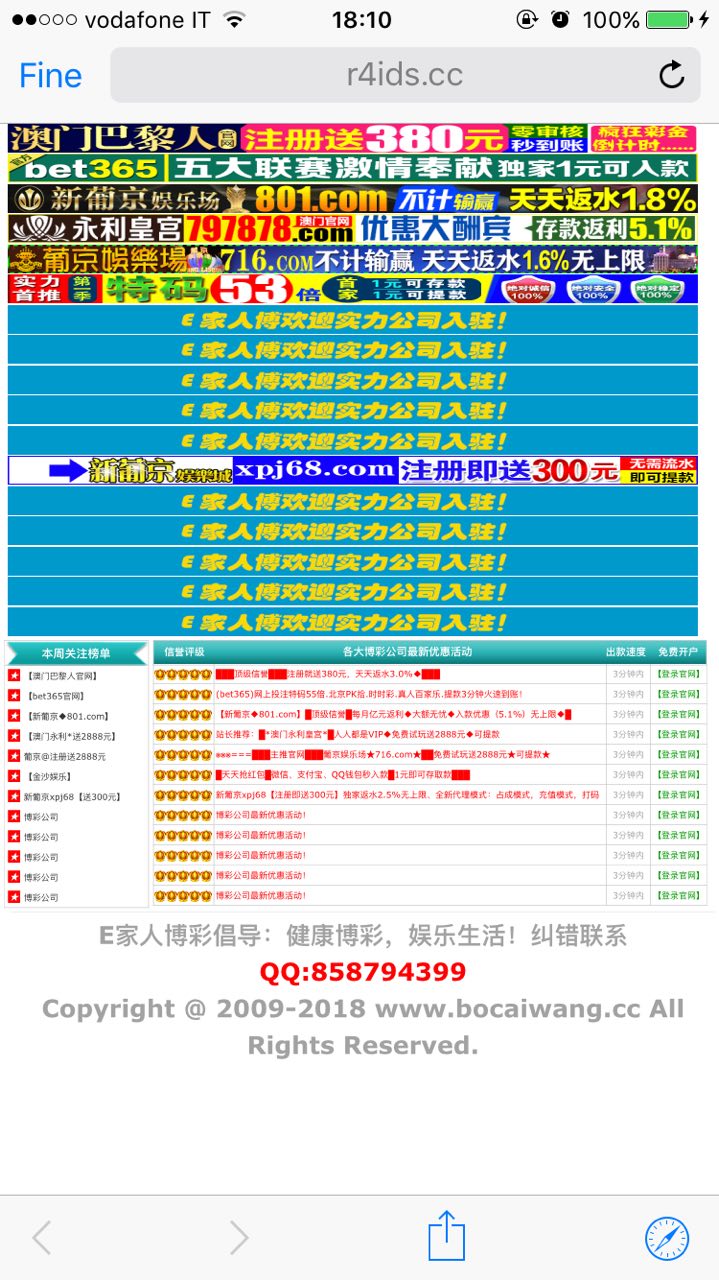 vodafone IT 18:10 100%
Fine r4ids.cc
澳门巴黎人 官网 注册送380元 零审核 秒到账 疯狂彩金 倒计时......
官方 bet365 五大联赛激情奉献 独家1元可入款
新葡京娱乐场 801.com 不计输赢 天天返水1.8%
永利皇宫 797878.com 澳门官网 优惠大酬宾 存款返利5.1%
葡京娱樂場 716.COM 不计输赢 天天返水1.6%无上限
实力首推 第一季 特码53倍 首家 1元可存款 1元可提款 绝对诚信 100% 绝对安全 100% 绝对稳定 100%
E 家人博欢迎实力公司入驻!
E 家人博欢迎实力公司入驻!
E 家人博欢迎实力公司入驻!
E 家人博欢迎实力公司入驻!
E 家人博欢迎实力公司入驻!
新葡京娱樂城 xpj68.com 注册即送300元 无需流水 即可提款
E 家人博欢迎实力公司入驻!
E 家人博欢迎实力公司入驻!
E 家人博欢迎实力公司入驻!
E 家人博欢迎实力公司入驻!
E 家人博欢迎实力公司入驻!
本周关注榜单 信誉评级 各大博彩公司最新优惠活动 出款速度 免费开户
【澳门巴黎人官网】 ███顶级信誉███注册就送380元，天天返水3.0%◆███ 3分钟内 【登录官网】
【bet365官网】 (bet365)网上投注特码55倍.北京PK拾.时时彩.真人百家乐.提款3分钟火速到账! 3分钟内 【登录官网】
【新葡京◆801.com】 【新葡京◆801.com】█顶级信誉█每月亿元返利◆大额无忧◆入款优惠（5.1%）无上限◆█ 3分钟内 【登录官网】
【澳门永利*送2888元】 站长推荐：█*澳门永利皇宫*█人人都是VIP◆免费试玩送2888元◆可提款 3分钟内 【登录官网】
葡京@注册送2888元 ※※===███主推官网███葡京娱乐场★716.com★██免费试玩送2888元★可提款★ 3分钟内 【登录官网】
【金沙娱乐】 █天天抢红包█微信、支付宝、QQ钱包秒入款█1元即可存取款███ 3分钟内 【登录官网】
新葡京xpj68【送300元】 新葡京xpj68【注册即送300元】独家返水2.5%无上限、全新代理模式：占成模式，充值模式，打码 3分钟内 【登录官网】
博彩公司 博彩公司最新优惠活动! 3分钟内 【登录官网】
博彩公司 博彩公司最新优惠活动! 3分钟内 【登录官网】
博彩公司 博彩公司最新优惠活动! 3分钟内 【登录官网】
博彩公司 博彩公司最新优惠活动! 3分钟内 【登录官网】
博彩公司 博彩公司最新优惠活动! 3分钟内 【登录官网】
E家人博彩倡导：健康博彩，娱乐生活！纠错联系
QQ:858794399
Copyright @ 2009-2018 www.bocaiwang.cc All
Rights Reserved.